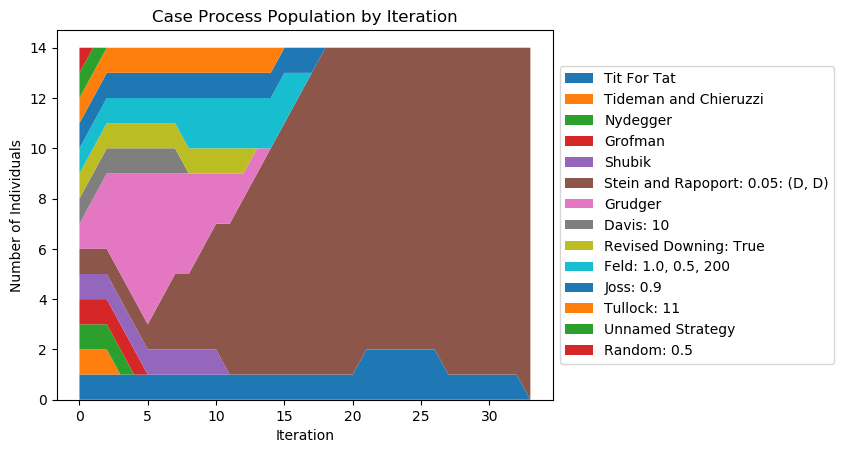 Case Process Population by Iteration
Number of Individuals
14
12
10
8
6
4
2
0
0 5 10 15 20 25 30
Iteration
Tit For Tat
Tideman and Chieruzzi
Nydegger
Grofman
Shubik
Stein and Rapoport: 0.05: (D, D)
Grudger
Davis: 10
Revised Downing: True
Feld: 1.0, 0.5, 200
Joss: 0.9
Tullock: 11
Unnamed Strategy
Random: 0.5